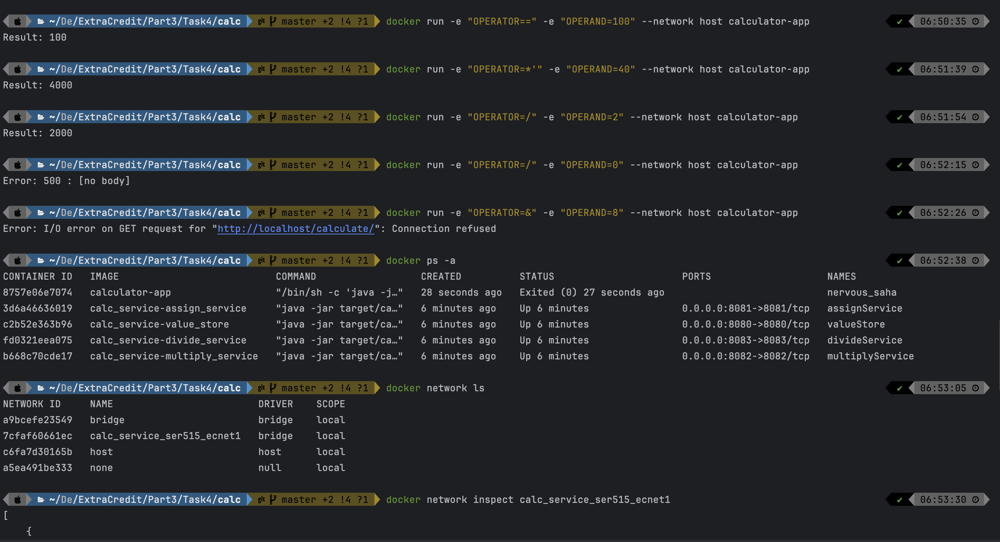 ~/De/ExtraCredit/Part3/Task4/calc git master +2 !4 ?1 docker run -e "OPERATOR==" -e "OPERAND=100" --network host calculator-app ✔ 06:50:35
Result: 100
~/De/ExtraCredit/Part3/Task4/calc git master +2 !4 ?1 docker run -e "OPERATOR=*'" -e "OPERAND=40" --network host calculator-app ✔ 06:51:39
Result: 4000
~/De/ExtraCredit/Part3/Task4/calc git master +2 !4 ?1 docker run -e "OPERATOR=/" -e "OPERAND=2" --network host calculator-app ✔ 06:51:54
Result: 2000
~/De/ExtraCredit/Part3/Task4/calc git master +2 !4 ?1 docker run -e "OPERATOR=/" -e "OPERAND=0" --network host calculator-app ✔ 06:52:15
Error: 500 : [no body]
~/De/ExtraCredit/Part3/Task4/calc git master +2 !4 ?1 docker run -e "OPERATOR=&" -e "OPERAND=8" --network host calculator-app ✔ 06:52:26
Error: I/O error on GET request for "http://localhost/calculate/": Connection refused
~/De/ExtraCredit/Part3/Task4/calc git master +2 !4 ?1 docker ps -a ✔ 06:52:38
CONTAINER ID IMAGE COMMAND CREATED STATUS PORTS NAMES
8757e06e7074 calculator-app "/bin/sh -c 'java -j…" 28 seconds ago Exited (0) 27 seconds ago nervous_saha
3d6a46636019 calc_service-assign_service "java -jar target/ca…" 6 minutes ago Up 6 minutes 0.0.0.0:8081->8081/tcp assignService
c2b52e363b96 calc_service-value_store "java -jar target/ca…" 6 minutes ago Up 6 minutes 0.0.0.0:8080->8080/tcp valueStore
fd0321eea075 calc_service-divide_service "java -jar target/ca…" 6 minutes ago Up 6 minutes 0.0.0.0:8083->8083/tcp divideService
b668c70cde17 calc_service-multiply_service "java -jar target/ca…" 6 minutes ago Up 6 minutes 0.0.0.0:8082->8082/tcp multiplyService
~/De/ExtraCredit/Part3/Task4/calc git master +2 !4 ?1 docker network ls ✔ 06:53:05
NETWORK ID NAME DRIVER SCOPE
a9bcefe23549 bridge bridge local
7cfaf60661ec calc_service_ser515_ecnet1 bridge local
c6fa7d30165b host host local
a5ea491be333 none null local
~/De/ExtraCredit/Part3/Task4/calc git master +2 !4 ?1 docker network inspect calc_service_ser515_ecnet1 ✔ 06:53:30
[
{